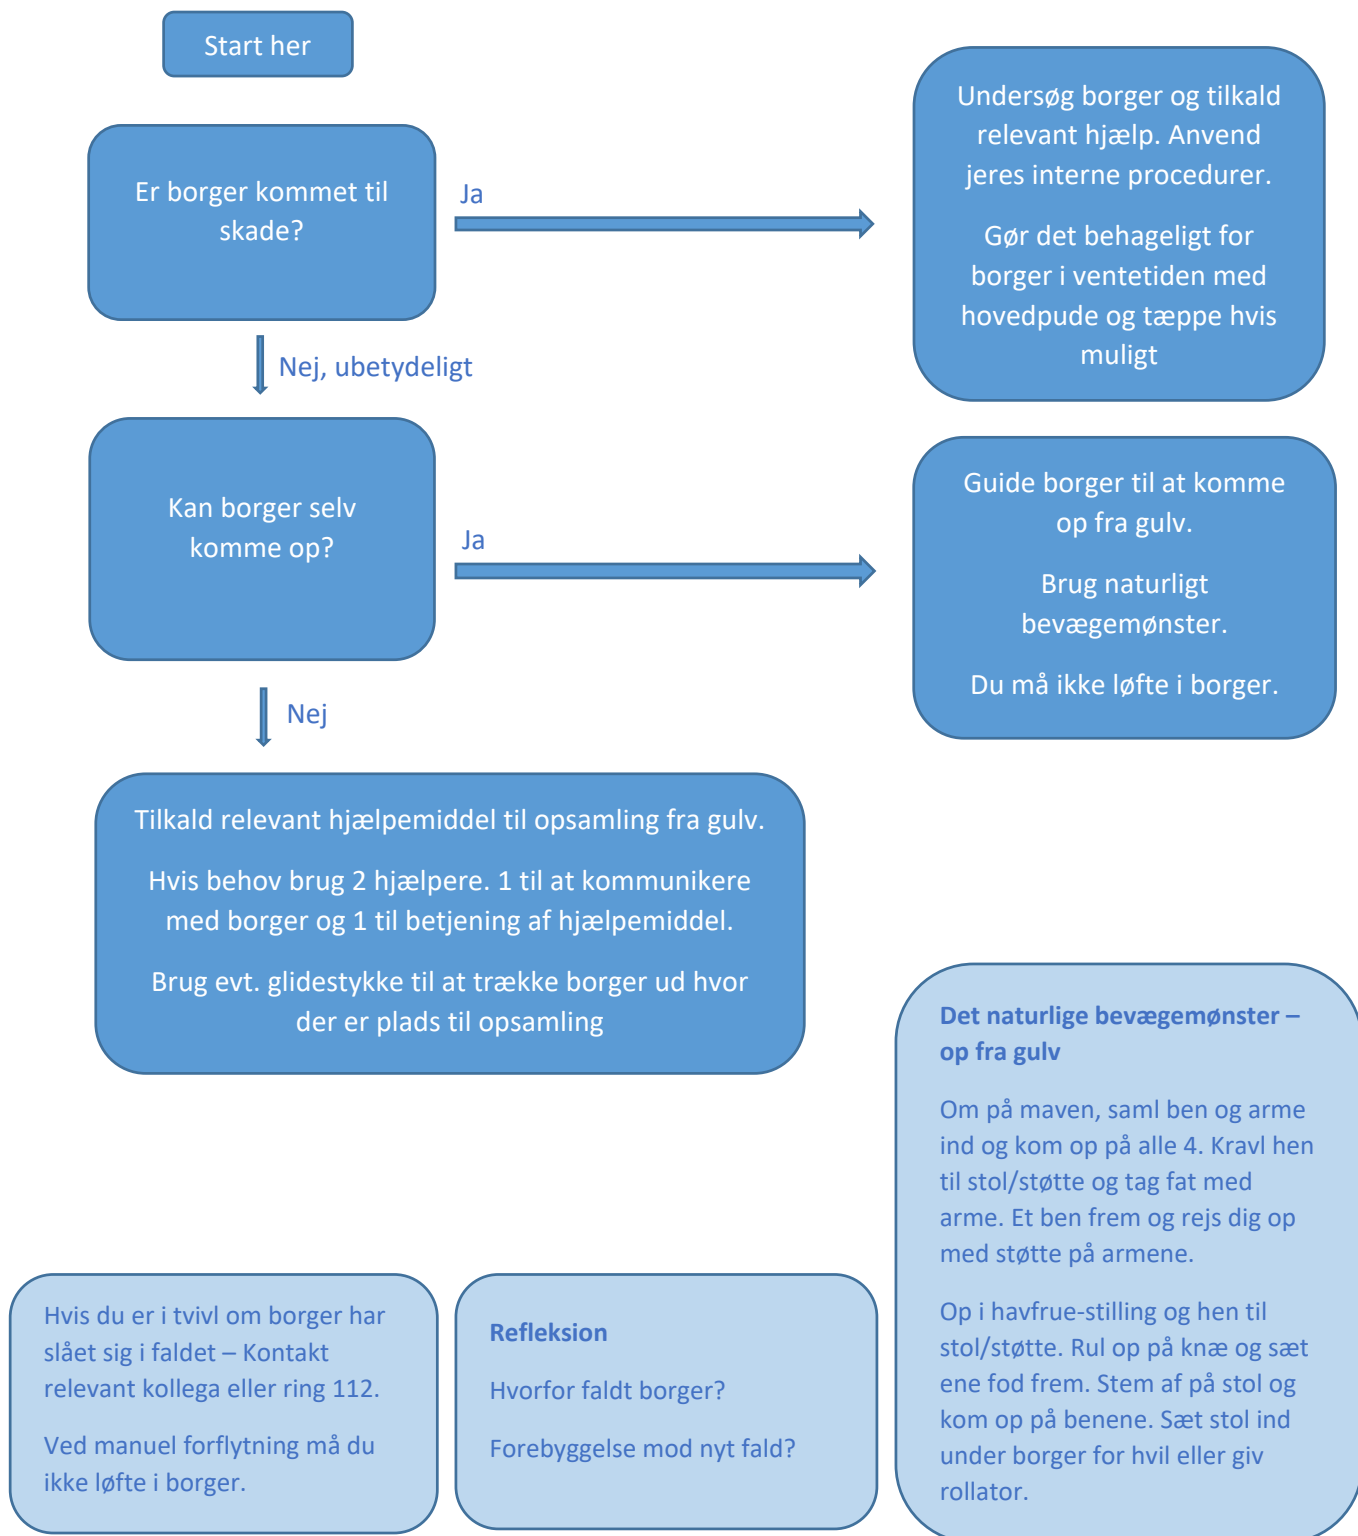 Start her
Er borger kommet til
skade?
Ja
Undersøg borger og tilkald
relevant hjælp. Anvend
jeres interne procedurer.
Gør det behageligt for
borger i ventetiden med
hovedpude og tæppe hvis
muligt
Nej, ubetydeligt
Kan borger selv
komme op?
Ja
Guide borger til at komme
op fra gulv.
Brug naturligt
bevægemønster.
Du må ikke løfte i borger.
Nej
Tilkald relevant hjælpemiddel til opsamling fra gulv.
Hvis behov brug 2 hjælpere. 1 til at kommunikere
med borger og 1 til betjening af hjælpemiddel.
Brug evt. glidestykke til at trække borger ud hvor
der er plads til opsamling
Det naturlige bevægemønster –
op fra gulv
Om på maven, saml ben og arme
ind og kom op på alle 4. Kravl hen
til stol/støtte og tag fat med
arme. Et ben frem og rejs dig op
med støtte på armene.
Op i havfrue-stilling og hen til
stol/støtte. Rul op på knæ og sæt
ene fod frem. Stem af på stol og
kom op på benene. Sæt stol ind
under borger for hvil eller giv
rollator.
Hvis du er i tvivl om borger har
slået sig i faldet – Kontakt
relevant kollega eller ring 112.
Ved manuel forflytning må du
ikke løfte i borger.
Refleksion
Hvorfor faldt borger?
Forebyggelse mod nyt fald?